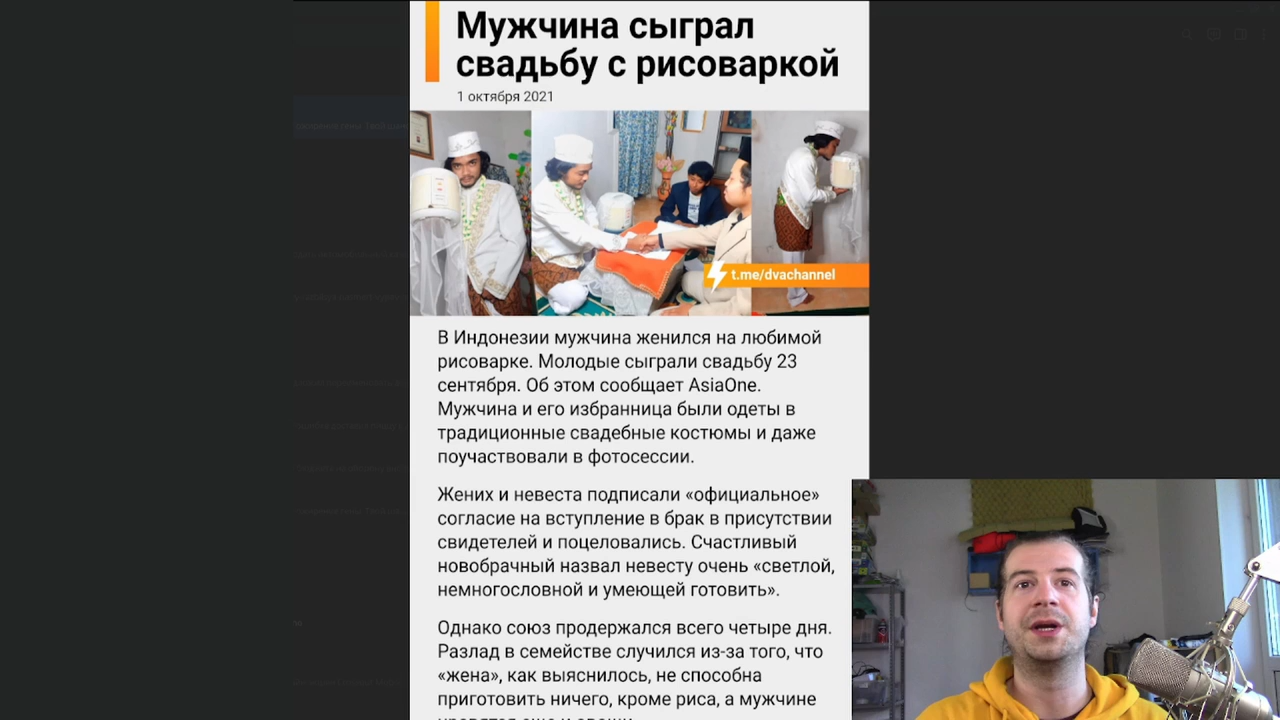 Мужчина сыграл
свадьбу с рисоваркой
1 октября 2021
t.me/dvachannel
В Индонезии мужчина женился на любимой
рисоварке. Молодые сыграли свадьбу 23
сентября. Об этом сообщает AsiaOne.
Мужчина и его избранница были одеты в
традиционные свадебные костюмы и даже
поучаствовали в фотосессии.
Жених и невеста подписали «официальное»
согласие на вступление в брак в присутствии
свидетелей и поцеловались. Счастливый
новобрачный назвал невесту очень «светлой,
немногословной и умеющей готовить».
Однако союз продержался всего четыре дня.
Разлад в семействе случился из-за того, что
«жена», как выяснилось, не способна
приготовить ничего, кроме риса, а мужчине